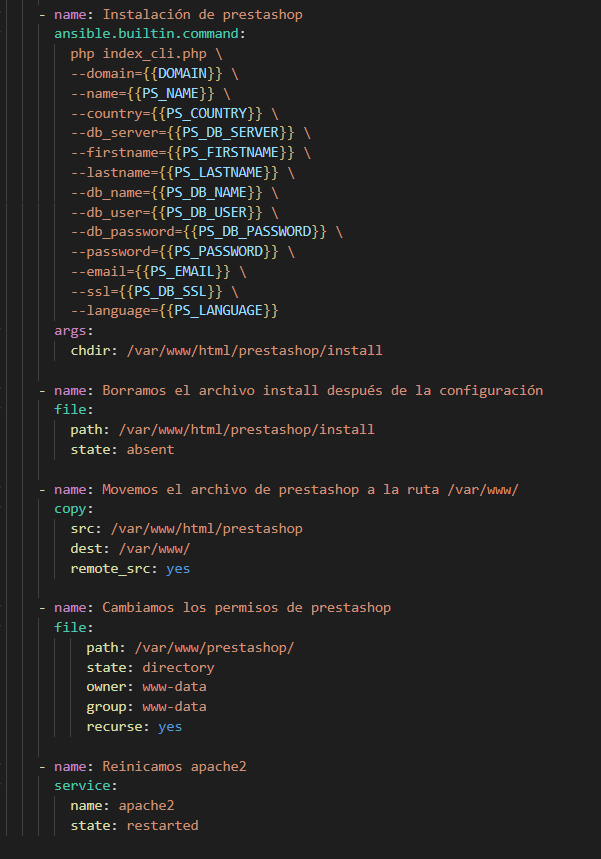 - name: Instalación de prestashop
ansible.builtin.command:
php index_cli.php \
--domain={{DOMAIN}} \
--name={{PS_NAME}} \
--country={{PS_COUNTRY}} \
--db_server={{PS_DB_SERVER}} \
--firstname={{PS_FIRSTNAME}} \
--lastname={{PS_LASTNAME}} \
--db_name={{PS_DB_NAME}} \
--db_user={{PS_DB_USER}} \
--db_password={{PS_DB_PASSWORD}} \
--password={{PS_PASSWORD}} \
--email={{PS_EMAIL}} \
--ssl={{PS_DB_SSL}} \
--language={{PS_LANGUAGE}}
args:
chdir: /var/www/html/prestashop/install
- name: Borramos el archivo install después de la configuración
file:
path: /var/www/html/prestashop/install
state: absent
- name: Movemos el archivo de prestashop a la ruta /var/www/
copy:
src: /var/www/html/prestashop
dest: /var/www/
remote_src: yes
- name: Cambiamos los permisos de prestashop
file:
path: /var/www/prestashop/
state: directory
owner: www-data
group: www-data
recurse: yes
- name: Reinicamos apache2
service:
name: apache2
state: restarted